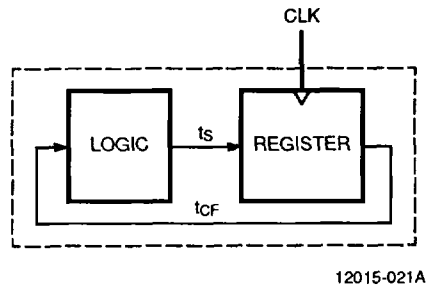 CLK
LOGIC
tS
REGISTER
tCF
12015-021A